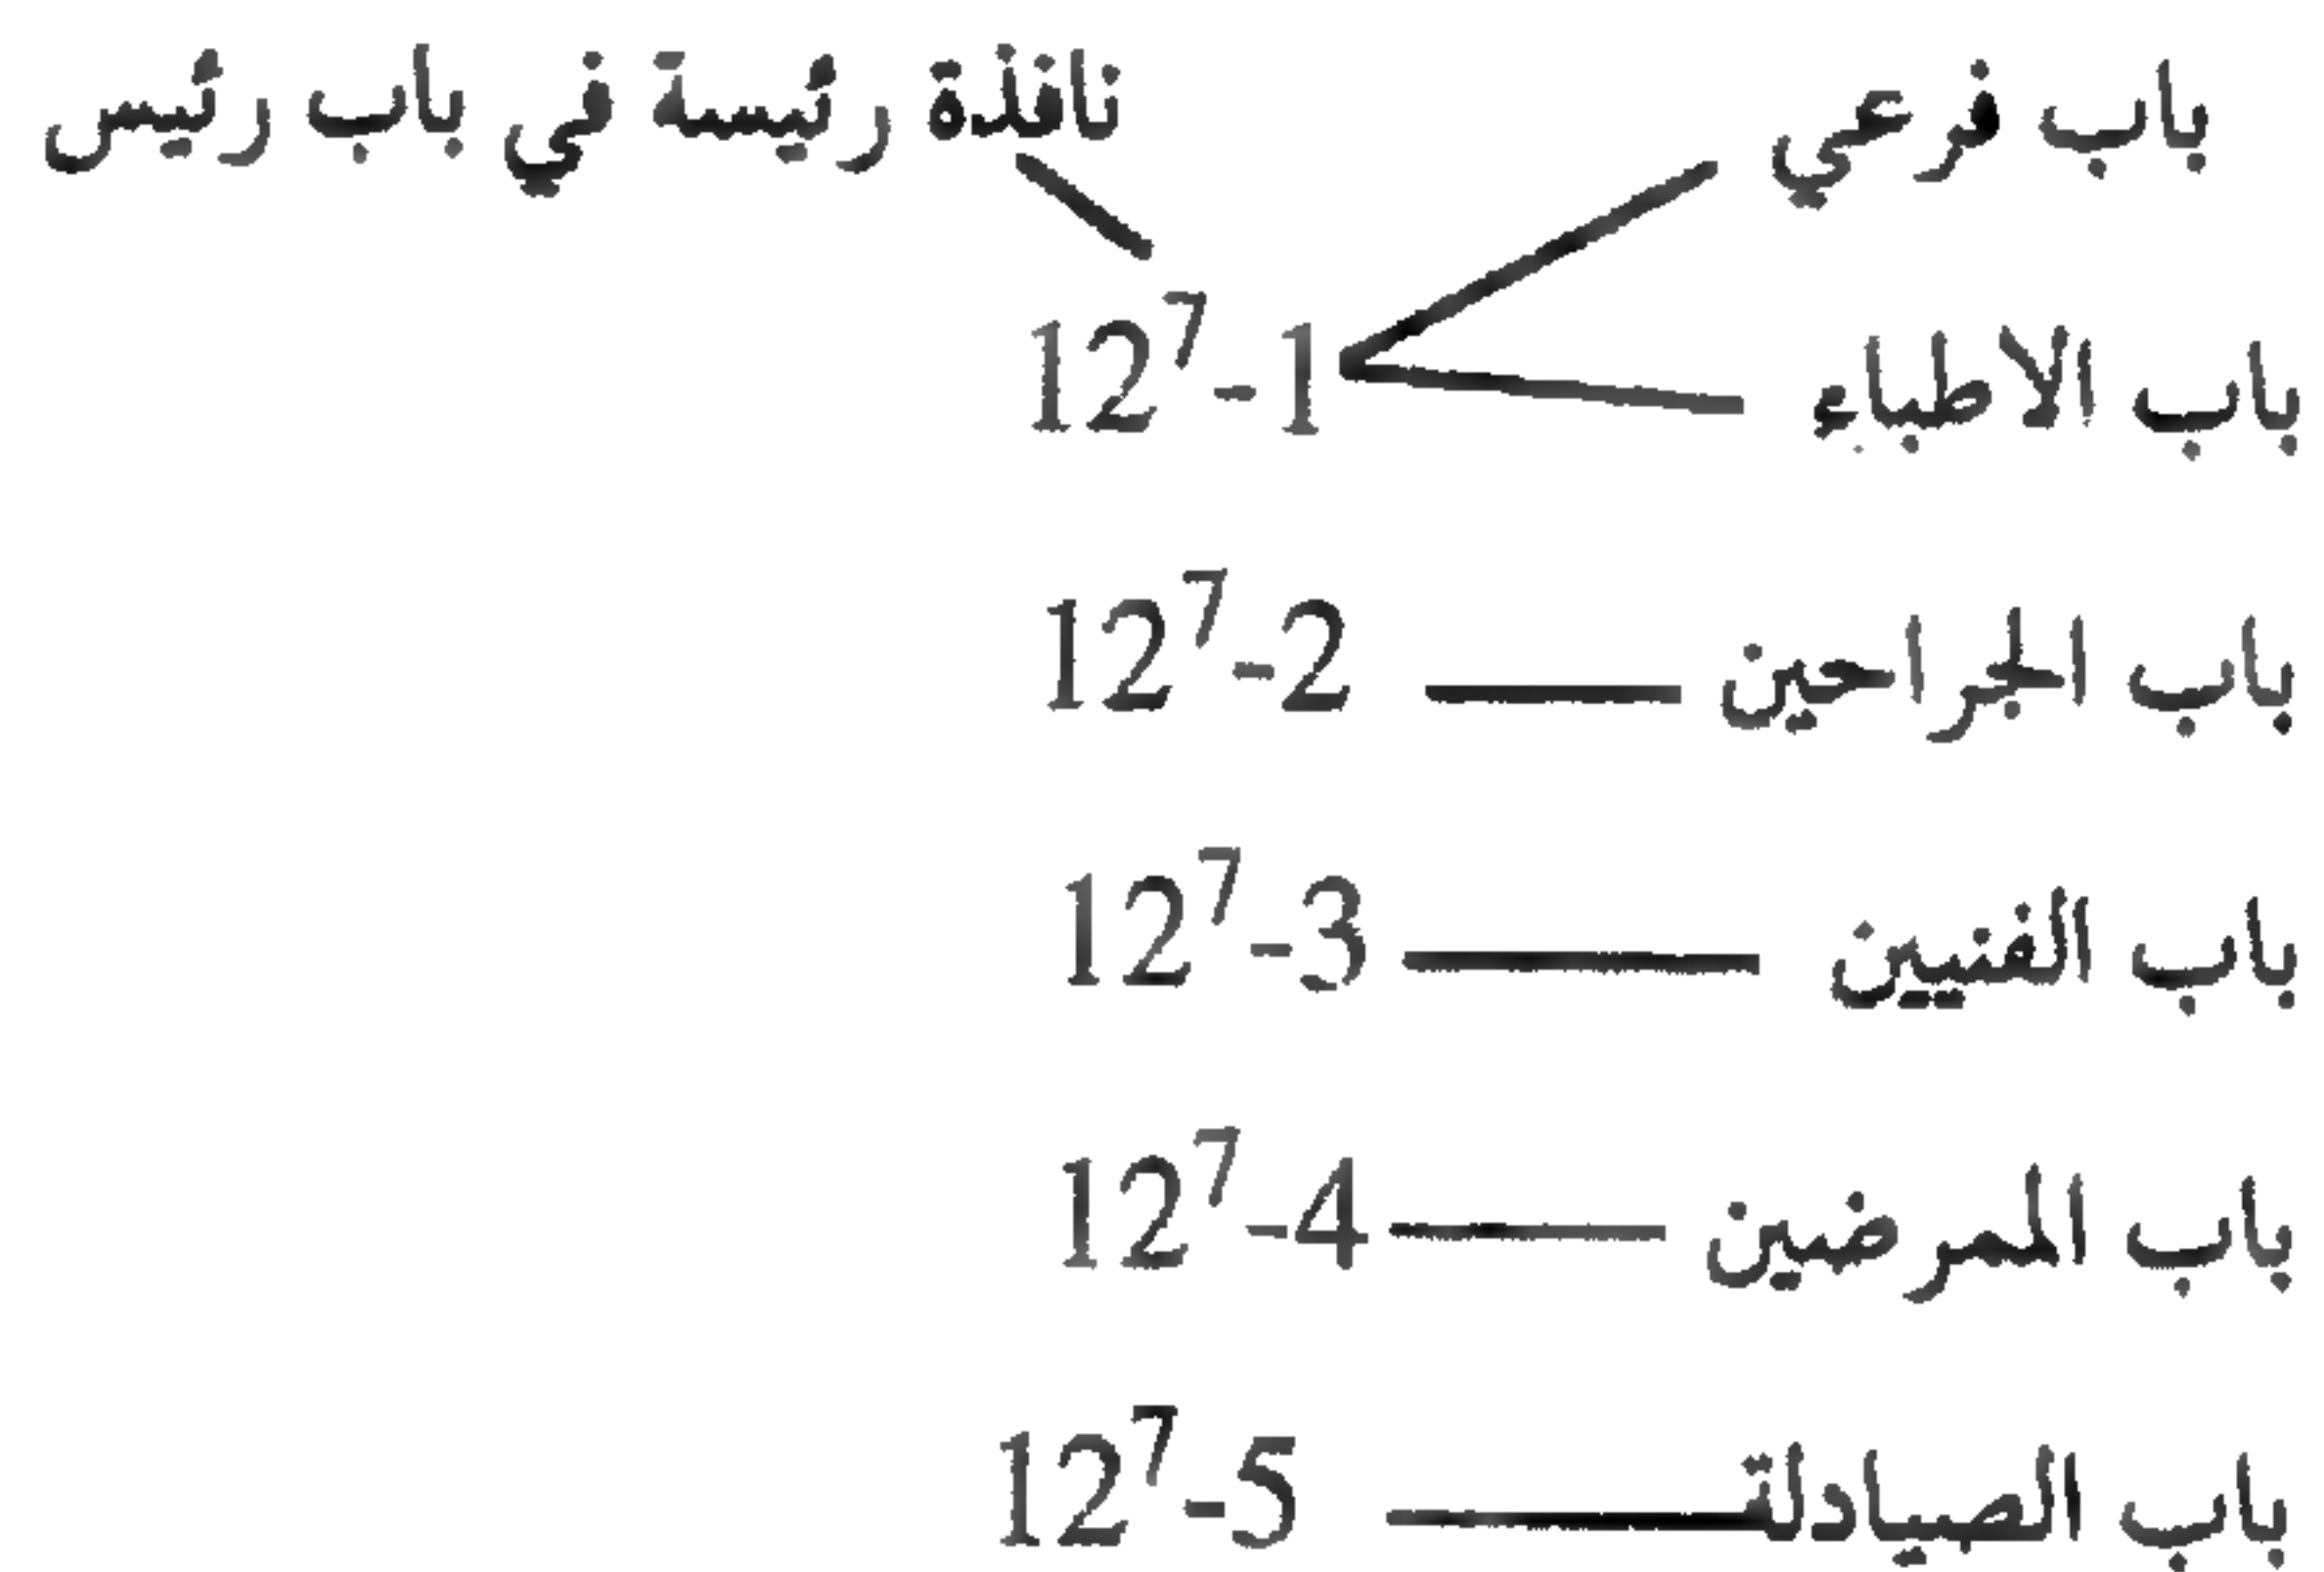 باب فرعي نافذة رئيسة في باب رئيس
باب الاطباء 12⁷-1
باب الجراحين 12⁷-2
باب الفنيين 12⁷-3
باب الممرضين 12⁷-4
باب الصيادلة 12⁷-5